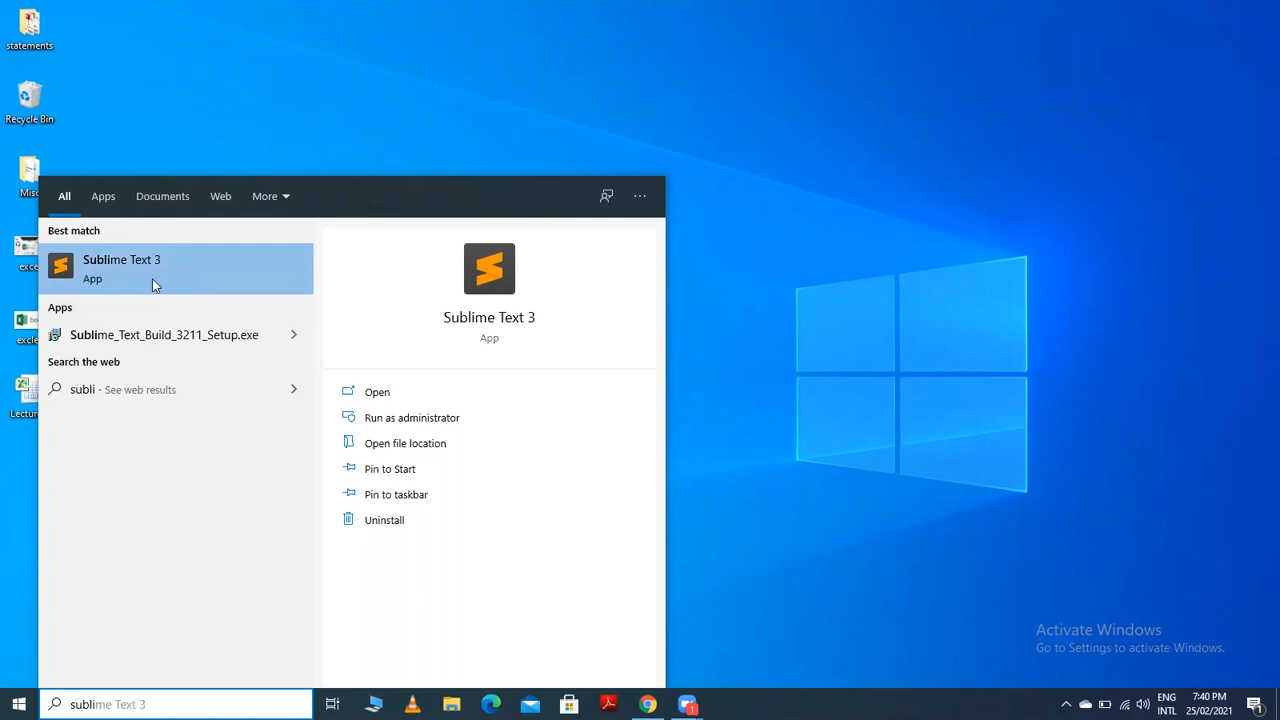 statements
Recycle Bin
Misc
All
Apps
Documents
Web
More
Best match
Sublime Text 3
App
Apps
Sublime_Text_Build_3211_Setup.exe
Search the web
subli - See web results
Sublime Text 3
App
Open
Run as administrator
Open file location
Pin to Start
Pin to taskbar
Uninstall
Activate Windows
Go to Settings to activate Windows.
sublime Text 3
ENG
INTL
7:40 PM
25/02/2021
1
1